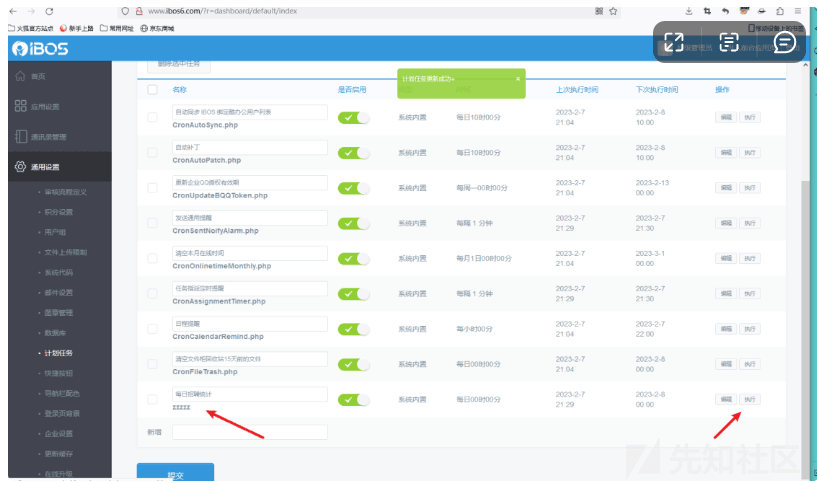 www.ibos6.com/?r=dashboard/default/index
火狐官方站点 新手上路 常用网址 京东商城
移动设备上的书签
iBOS
首页
应用设置
通讯录管理
通用设置
审核流程定义
积分设置
用户组
文件上传限制
系统代码
邮件设置
图章管理
数据库
计划任务
快捷按钮
导航栏配色
登录页背景
企业设置
更新缓存
在线升级
删除选中任务
计划任务更新成功~ ×
名称 是否启用 上次执行时间 下次执行时间 操作
自动同步 IBOS 绑定酷办公用户列表
CronAutoSync.php
系统内置 每日10时00分 2023-2-7 21:04 2023-2-8 10:00 编辑 执行
自动补丁
CronAutoPatch.php
系统内置 每日10时00分 2023-2-7 21:04 2023-2-8 10:00 编辑 执行
更新企业QQ授权有效期
CronUpdateBQQToken.php
系统内置 每周一00时00分 2023-2-7 21:04 2023-2-13 00:00 编辑 执行
发送通用提醒
CronSentNoifyAlarm.php
系统内置 每隔 1 分钟 2023-2-7 21:29 2023-2-7 21:30 编辑 执行
清空本月在线时间
CronOnlinetimeMonthly.php
系统内置 每月1日00时00分 2023-2-7 21:04 2023-3-1 00:00 编辑 执行
任务指派定时提醒
CronAssignmentTimer.php
系统内置 每隔 1 分钟 2023-2-7 21:29 2023-2-7 21:30 编辑 执行
日程提醒
CronCalendarRemind.php
系统内置 每小时00分 2023-2-7 21:04 2023-2-7 22:00 编辑 执行
清空文件柜回收站15天前的文件
CronFileTrash.php
系统内置 每日00时00分 2023-2-7 21:04 2023-2-8 00:00 编辑 执行
每日招聘统计
zzzzz
系统内置 每日00时00分 2023-2-7 21:29 2023-2-8 00:00 编辑 执行
新增
提交
先知社区